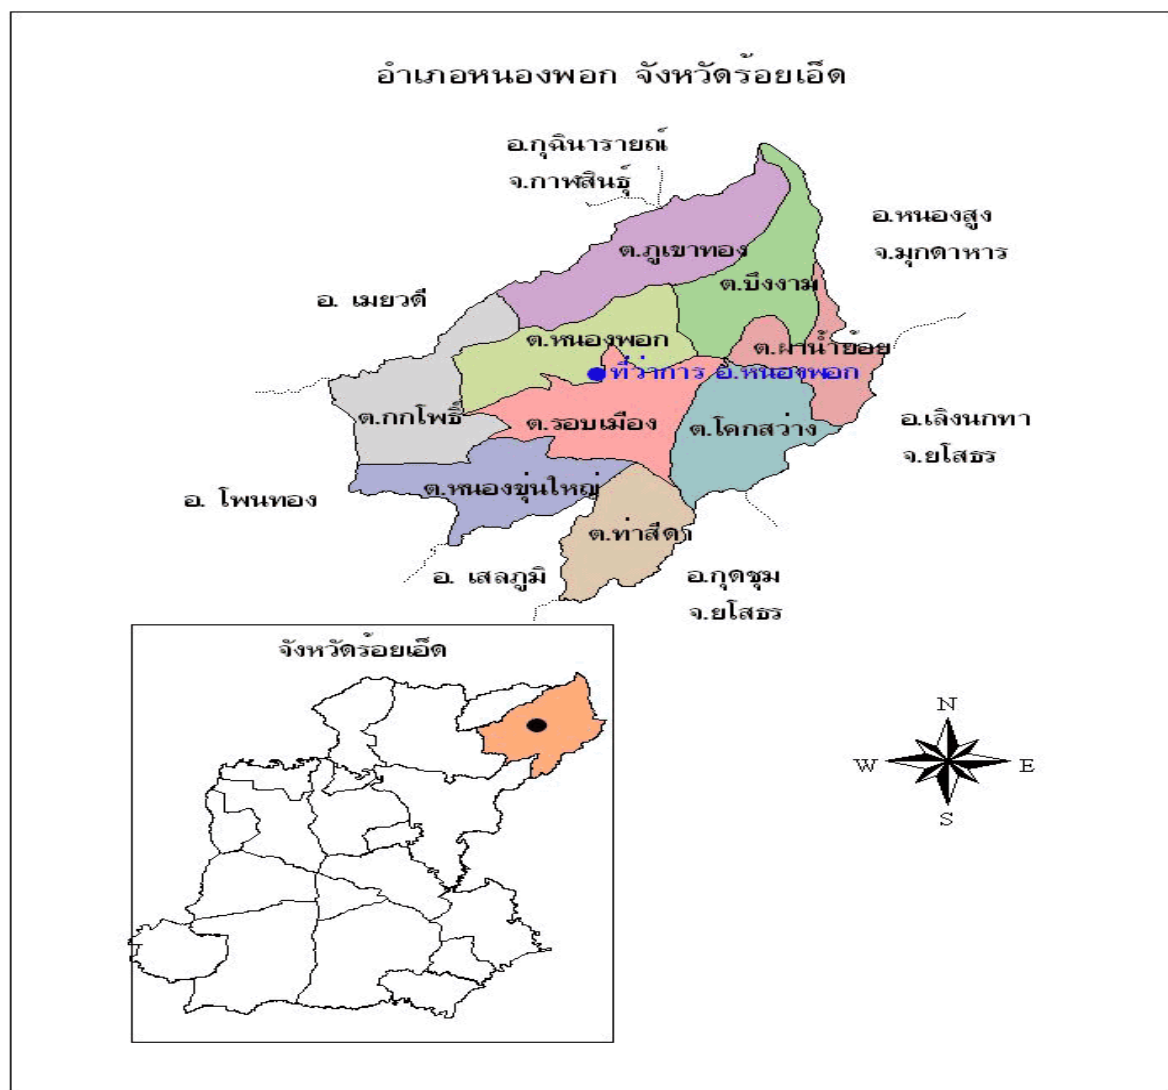 อำเภอหนองพอก จังหวัดร้อยเอ็ด
อ.กุฉินารายณ์
จ.กาฬสินธุ์
อ.หนองสูง
จ.มุกดาหาร
ต.ภูเขาทอง
ต.บึงงาม
อ. เมยวดี
ต.หนองพอก
ต.ผาน้ำย้อย
ที่ว่าการ อ.หนองพอก
ต.กกโพธิ์
ต.รอบเมือง
ต.โคกสว่าง
อ.เลิงนกทา
จ.ยโสธร
อ. โพนทอง
ต.หนองขุ่นใหญ่
ต.ท่าสีดา
อ. เสลภูมิ
อ.กุดชุม
จ.ยโสธร
จังหวัดร้อยเอ็ด
N
W
E
S